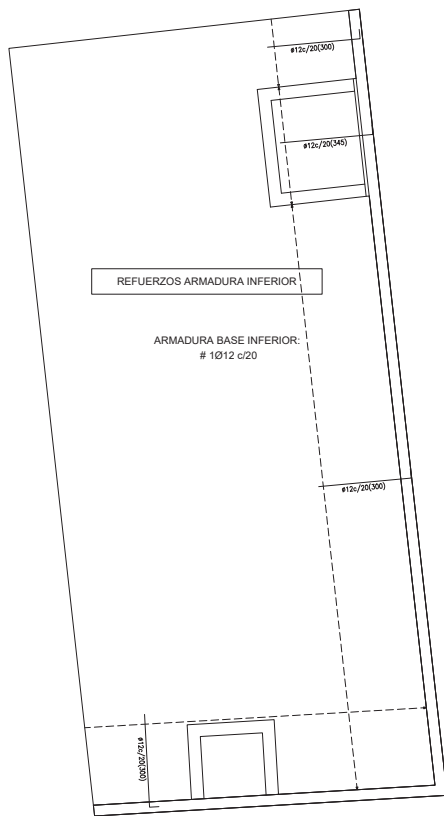 ø12c/20(300)
ø12c/20(345)
REFUERZOS ARMADURA INFERIOR
ARMADURA BASE INFERIOR:
# 1Ø12 c/20
ø12c/20(300)
ø12c/20(300)